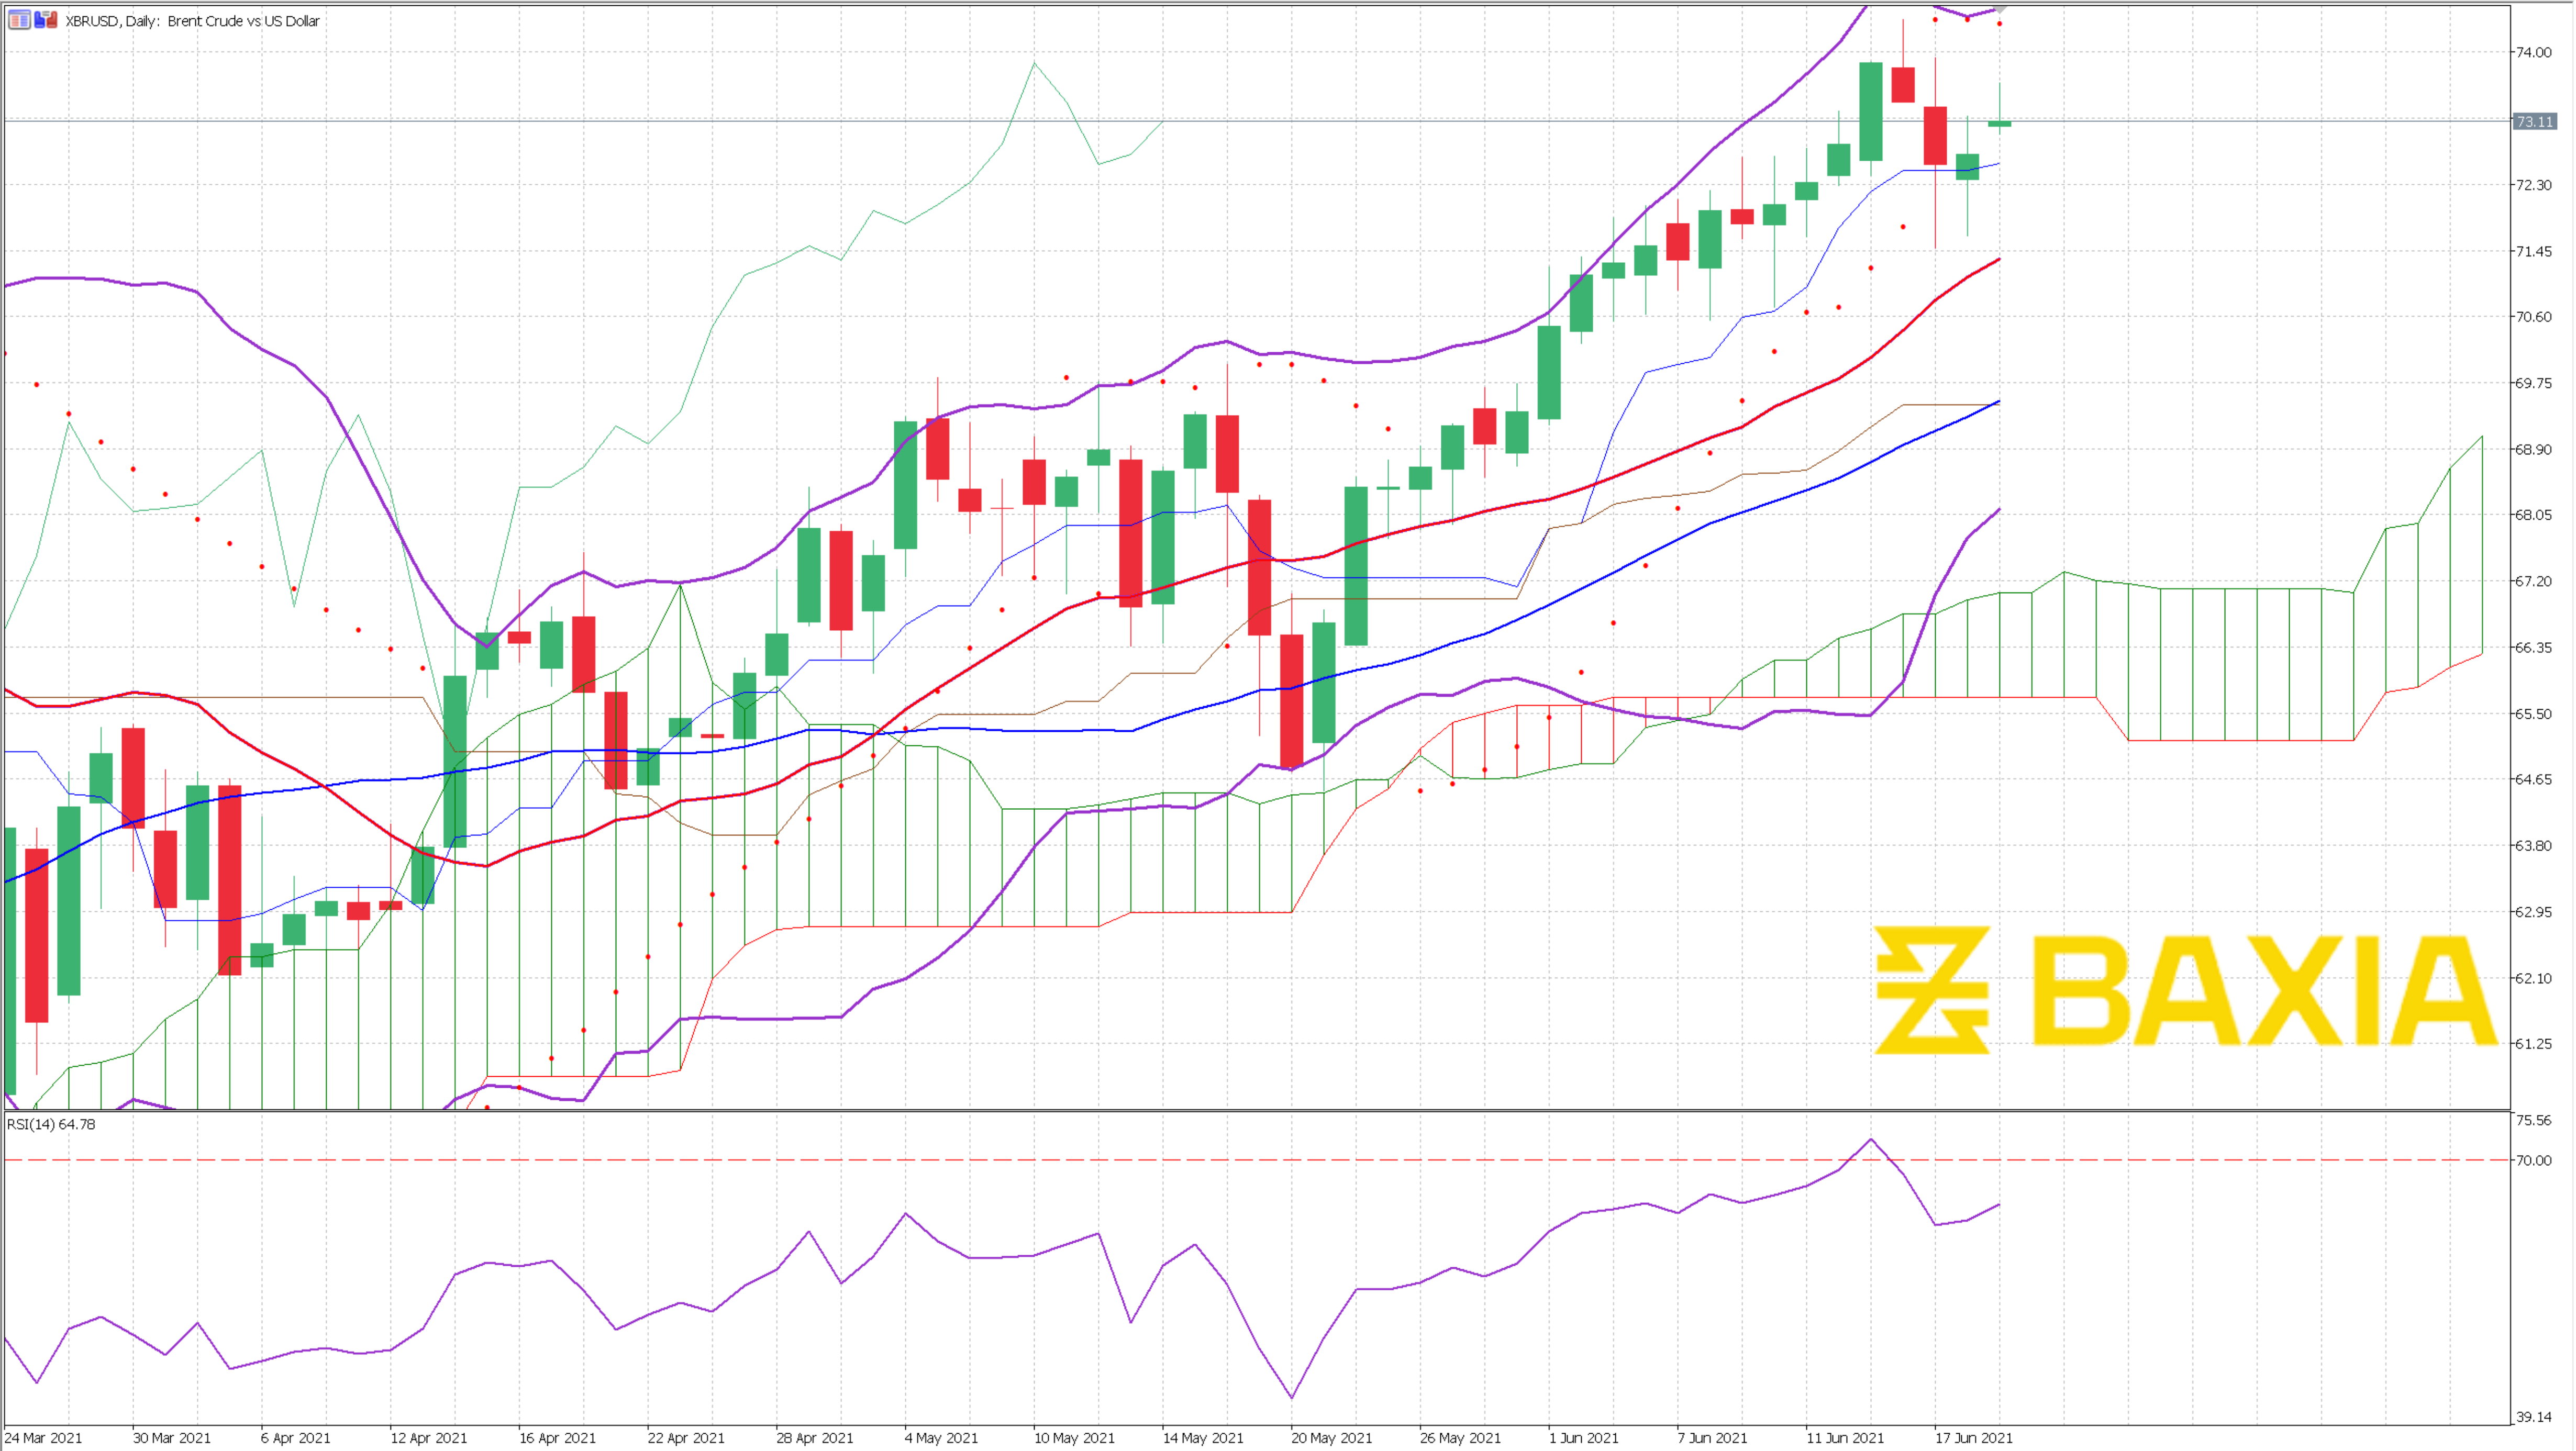 XBRUSD, Daily: Brent Crude vs US Dollar
74.00
73.11
72.30
71.45
70.60
69.75
68.90
68.05
67.20
66.35
65.50
64.65
63.80
62.95
62.10
61.25
BAXIA
RSI(14) 64.78
75.56
70.00
39.14
24 Mar 2021
30 Mar 2021
6 Apr 2021
12 Apr 2021
16 Apr 2021
22 Apr 2021
28 Apr 2021
4 May 2021
10 May 2021
14 May 2021
20 May 2021
26 May 2021
1 Jun 2021
7 Jun 2021
11 Jun 2021
17 Jun 2021